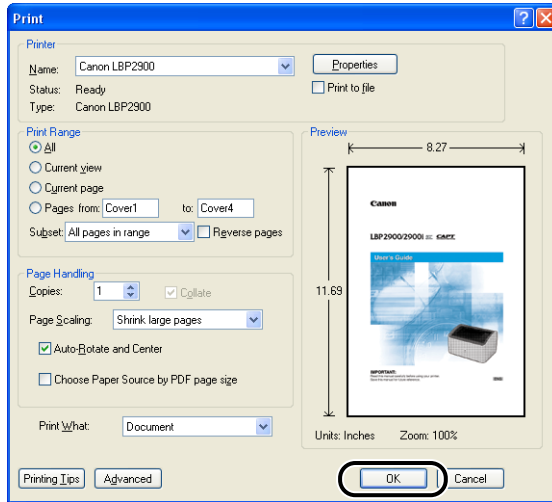 Print
Printer
Name: Canon LBP2900 Properties
Status: Ready Print to file
Type: Canon LBP2900
Print Range
All
Current view
Current page
Pages from: Cover1 to: Cover4
Subset: All pages in range Reverse pages
Page Handling
Copies: 1 Collate
Page Scaling: Shrink large pages
Auto-Rotate and Center
Choose Paper Source by PDF page size
Print What: Document
Preview
8.27
11.69
Canon
LBP2900/2900i CAPT
User's Guide
IMPORTANT:
Units: Inches Zoom: 100%
Printing Tips Advanced OK Cancel